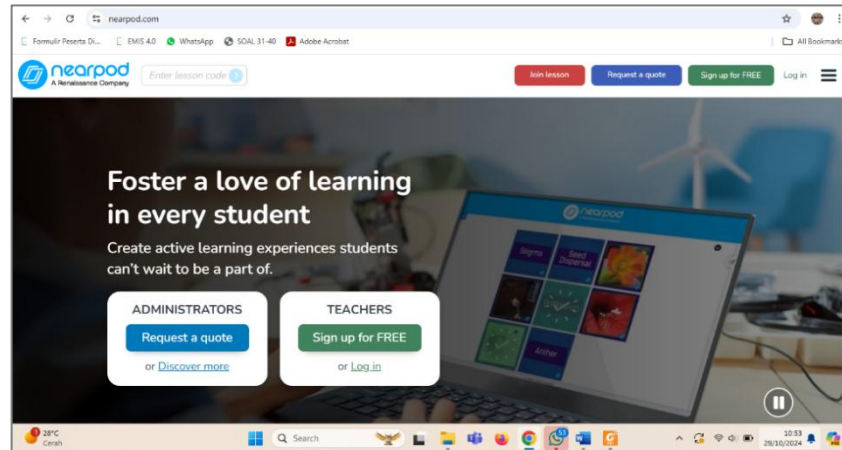 nearpod.com
Formulir Peserta Di...
EMIS 4.0
WhatsApp
SOAL 31-40
Adobe Acrobat
All Bookmarks
nearpod
A Renaissance Company
Enter lesson code
Join lesson
Request a quote
Sign up for FREE
Log in
Foster a love of learning
in every student
Create active learning experiences students
can't wait to be a part of.
ADMINISTRATORS
Request a quote
or Discover more
TEACHERS
Sign up for FREE
or Log in
nearpod
Stigma
Seed
Dispersal
Anther
28°C
Cerah
Search
53
10:53
29/10/2024